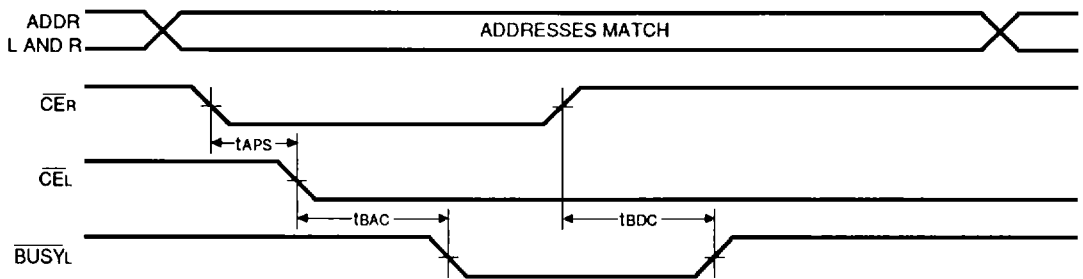 ADDR
L AND R
ADDRESSES MATCH
CER
tAPS
CEL
tBAC
tBDC
BUSYL